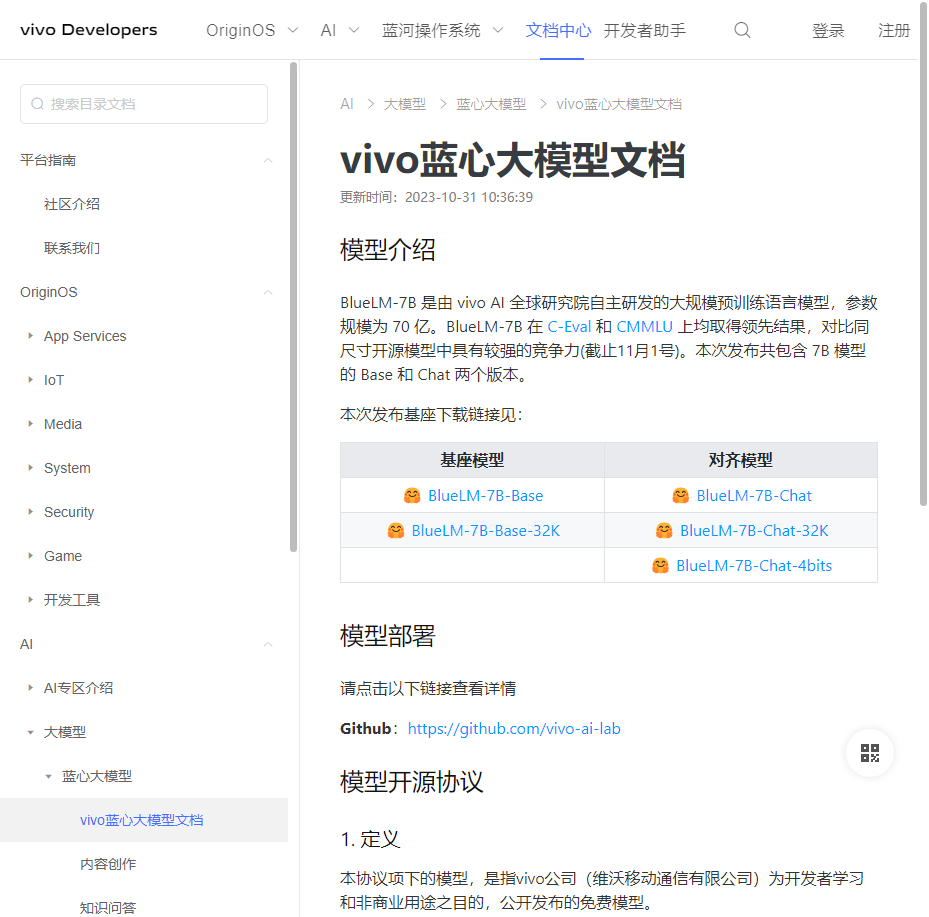 vivo Developers
OriginOS
AI
蓝河操作系统
文档中心
开发者助手
登录
注册
搜索目录文档
平台指南
社区介绍
联系我们
OriginOS
App Services
IoT
Media
System
Security
Game
开发工具
AI
AI专区介绍
大模型
蓝心大模型
vivo蓝心大模型文档
内容创作
知识问答
AI > 大模型 > 蓝心大模型 > vivo蓝心大模型文档
vivo蓝心大模型文档
更新时间：2023-10-31 10:36:39
模型介绍
BlueLM-7B 是由 vivo AI 全球研究院自主研发的大规模预训练语言模型，参数
规模为 70 亿。BlueLM-7B 在 C-Eval 和 CMMLU 上均取得领先结果，对比同
尺寸开源模型中具有较强的竞争力(截止11月1号)。本次发布共包含 7B 模型
的 Base 和 Chat 两个版本。
本次发布基座下载链接见：
基座模型 对齐模型
🤗 BlueLM-7B-Base 🤗 BlueLM-7B-Chat
🤗 BlueLM-7B-Base-32K 🤗 BlueLM-7B-Chat-32K
🤗 BlueLM-7B-Chat-4bits
模型部署
请点击以下链接查看详情
Github：https://github.com/vivo-ai-lab
模型开源协议
1. 定义
本协议项下的模型，是指vivo公司（维沃移动通信有限公司）为开发者学习
和非商业用途之目的，公开发布的免费模型。